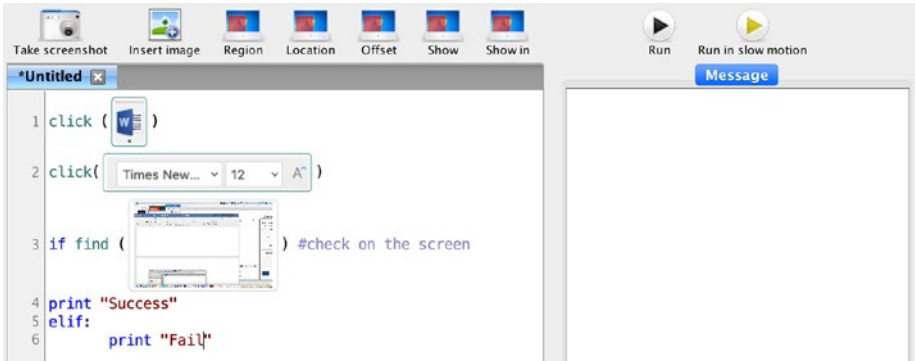 Take screenshot Insert image Region Location Offset Show Show in Run Run in slow motion
*Untitled
Message
1 click ( W )
2 click( Times New... 12 A )
3 if find ( ) #check on the screen
4 print "Success"
5 elif:
6 print "Fail"